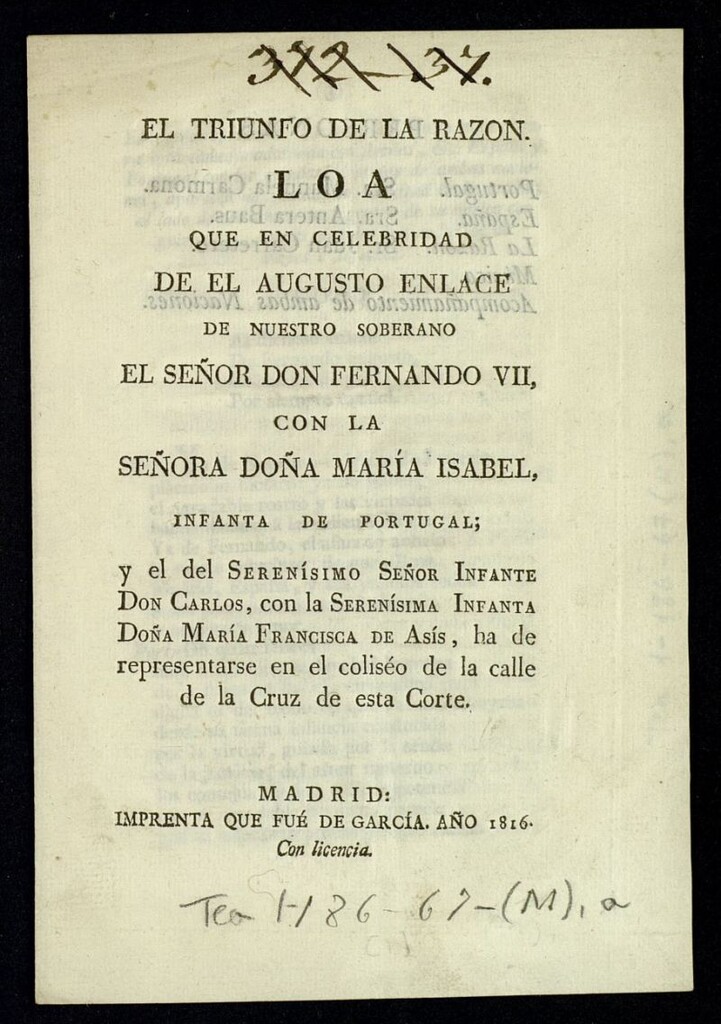 372-37.
EL TRIUNFO DE LA RAZON.
LOA
QUE EN CELEBRIDAD
DE EL AUGUSTO ENLACE
DE NUESTRO SOBERANO
EL SEÑOR DON FERNANDO VII,
CON LA
SEÑORA DOÑA MARÍA ISABEL,
INFANTA DE PORTUGAL;
y el del SERENÍSIMO SEÑOR INFANTE
DON CARLOS, con la SERENÍSIMA INFANTA
DOÑA MARÍA FRANCISCA DE ASÍS, ha de
representarse en el coliséo de la calle
de la Cruz de esta Corte.
MADRID:
IMPRENTA QUE FUÉ DE GARCÍA. AÑO 1816.
Con licencia.
Tea 1-186-67-(M), a